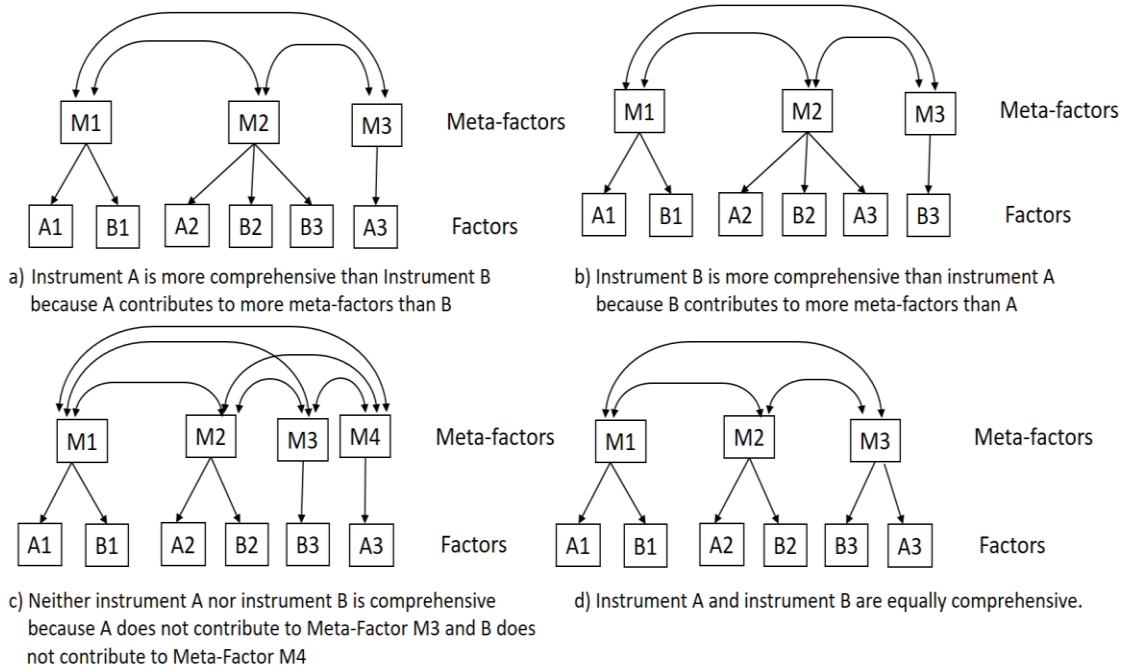 M1 M2 M3 Meta-factors
A1 B1 A2 B2 B3 A3 Factors
a) Instrument A is more comprehensive than Instrument B
because A contributes to more meta-factors than B
M1 M2 M3 Meta-factors
A1 B1 A2 B2 A3 B3 Factors
b) Instrument B is more comprehensive than instrument A
because B contributes to more meta-factors than A
M1 M2 M3 M4 Meta-factors
A1 B1 A2 B2 B3 A3 Factors
c) Neither instrument A nor instrument B is comprehensive
because A does not contribute to Meta-Factor M3 and B does
not contribute to Meta-Factor M4
M1 M2 M3 Meta-factors
A1 B1 A2 B2 B3 A3 Factors
d) Instrument A and instrument B are equally comprehensive.